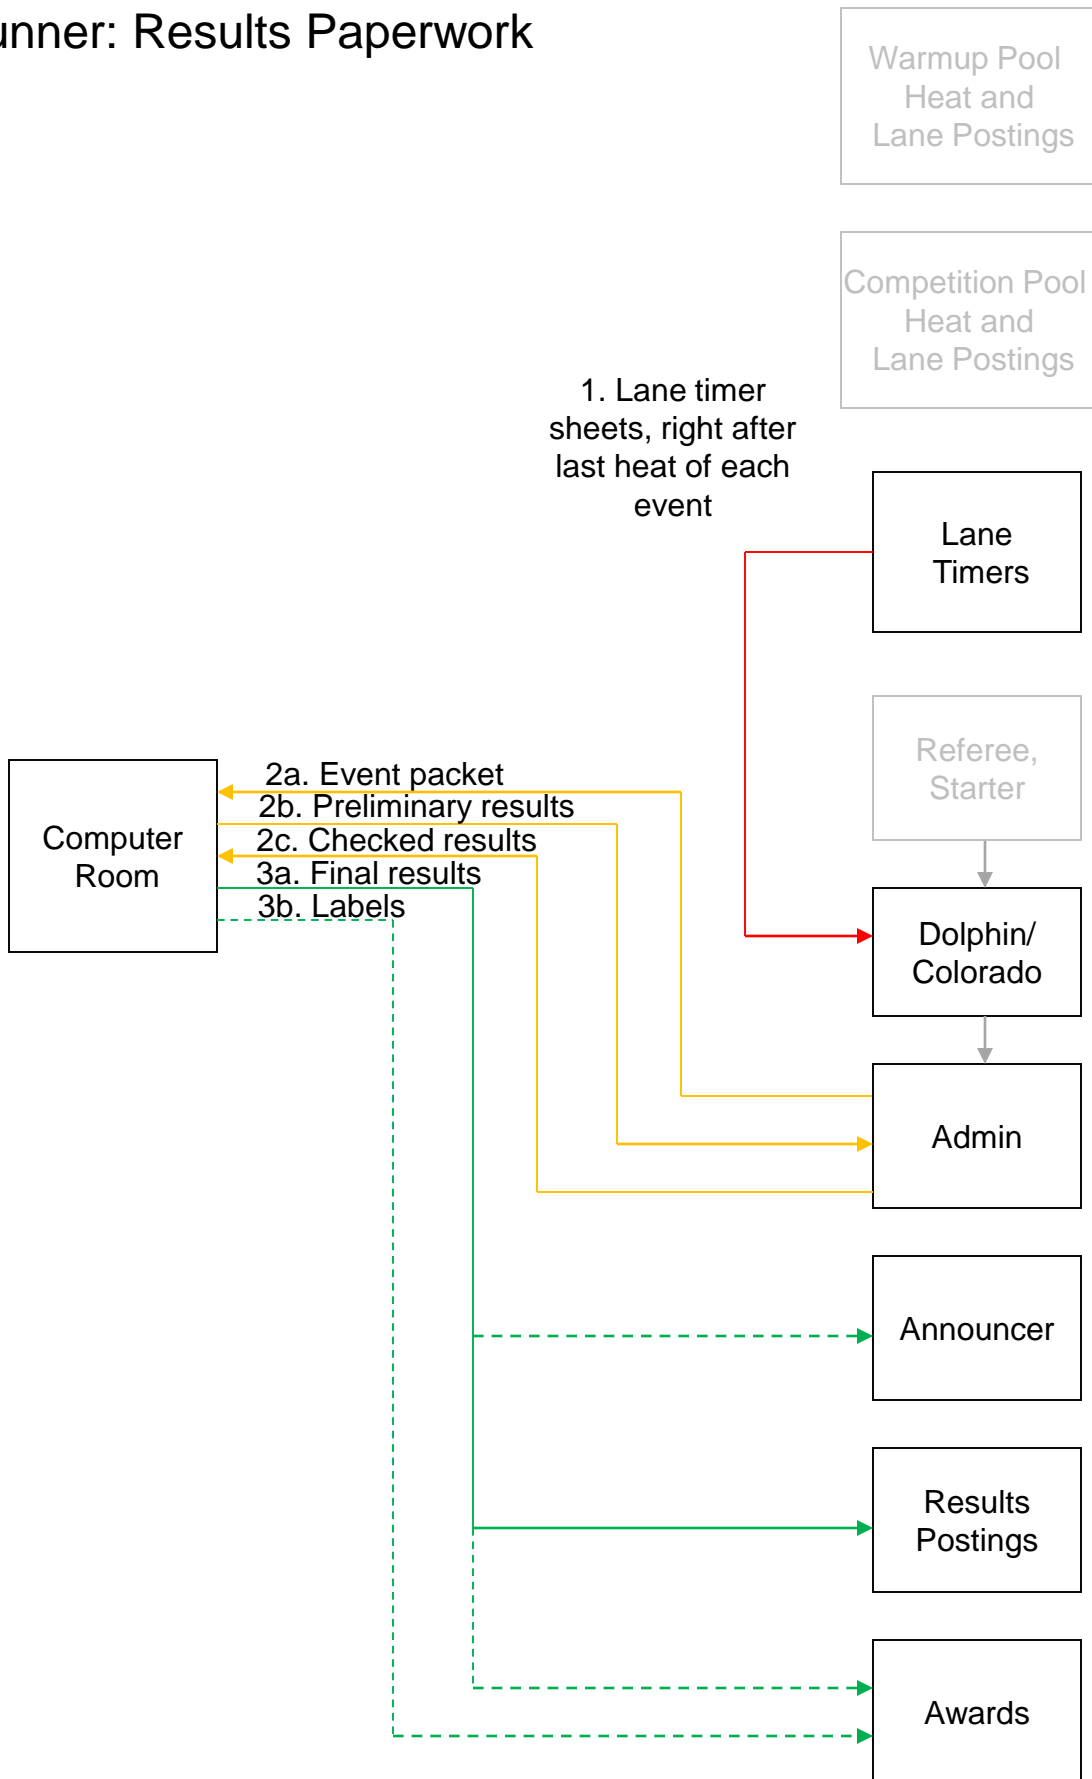 unner: Results Paperwork
Warmup Pool
Heat and
Lane Postings
Competition Pool
Heat and
Lane Postings
1. Lane timer
sheets, right after
last heat of each
event
Lane
Timers
Referee,
Starter
2a. Event packet
2b. Preliminary results
2c. Checked results
3a. Final results
3b. Labels
Computer
Room
Dolphin/
Colorado
Admin
Announcer
Results
Postings
Awards